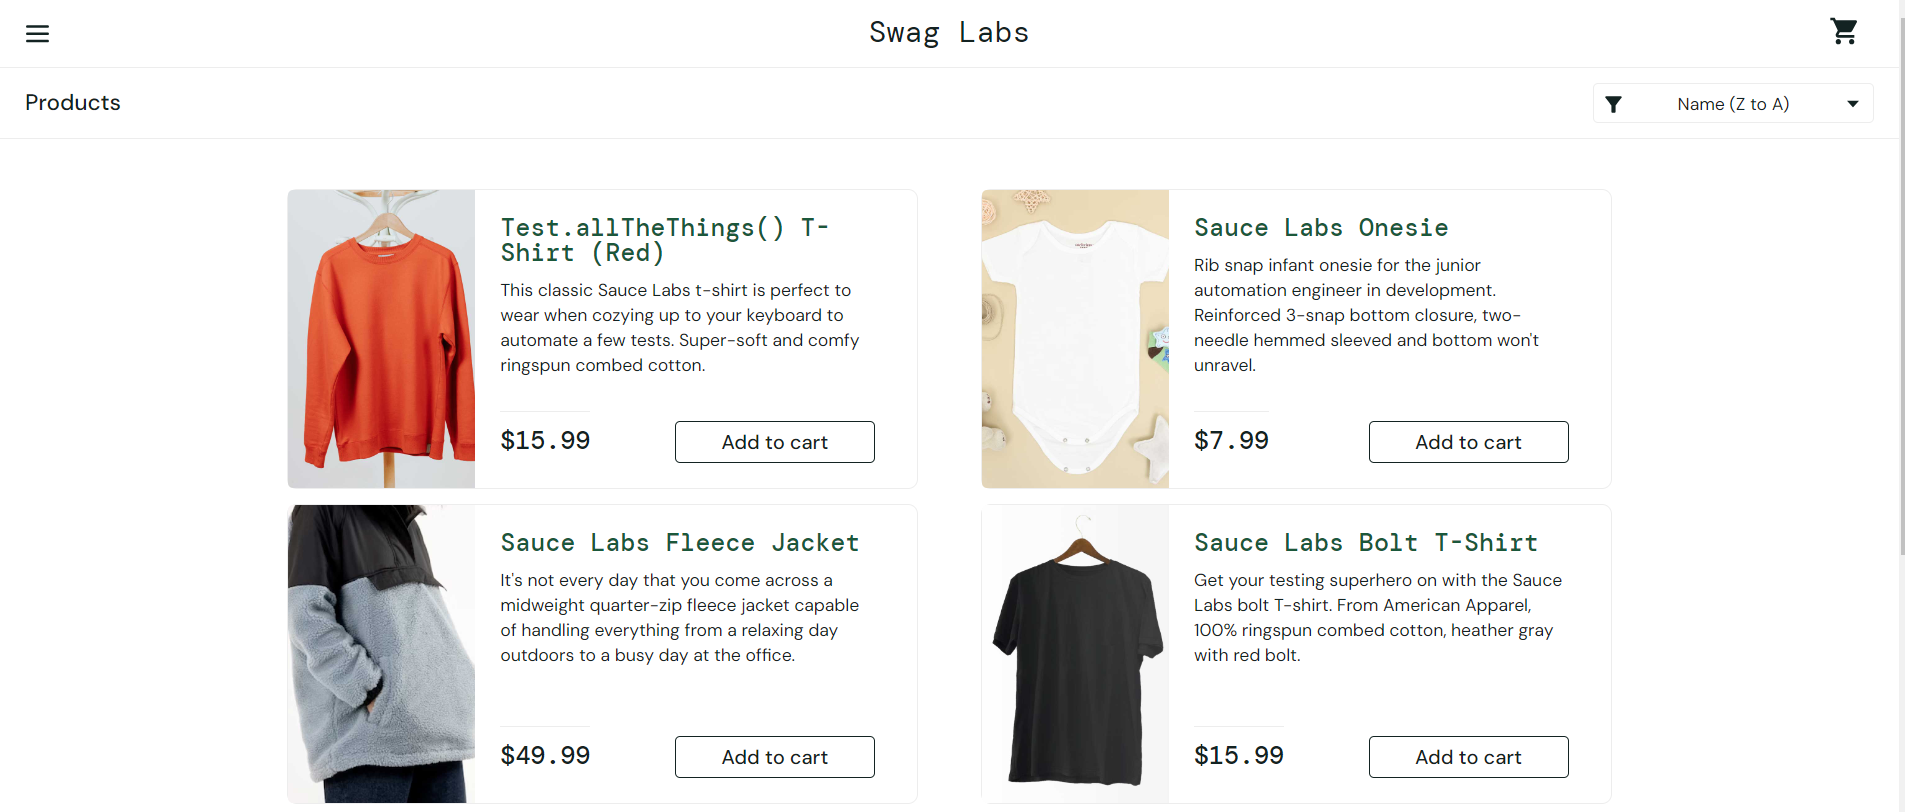 Swag Labs
Products
Name (Z to A)
Test.allTheThings() T-
Shirt (Red)
This classic Sauce Labs t-shirt is perfect to
wear when cozying up to your keyboard to
automate a few tests. Super-soft and comfy
ringspun combed cotton.
$15.99
Add to cart
Sauce Labs Onesie
Rib snap infant onesie for the junior
automation engineer in development.
Reinforced 3-snap bottom closure, two-
needle hemmed sleeved and bottom won't
unravel.
$7.99
Add to cart
Sauce Labs Fleece Jacket
It's not every day that you come across a
midweight quarter-zip fleece jacket capable
of handling everything from a relaxing day
outdoors to a busy day at the office.
$49.99
Add to cart
Sauce Labs Bolt T-Shirt
Get your testing superhero on with the Sauce
Labs bolt T-shirt. From American Apparel,
100% ringspun combed cotton, heather gray
with red bolt.
$15.99
Add to cart